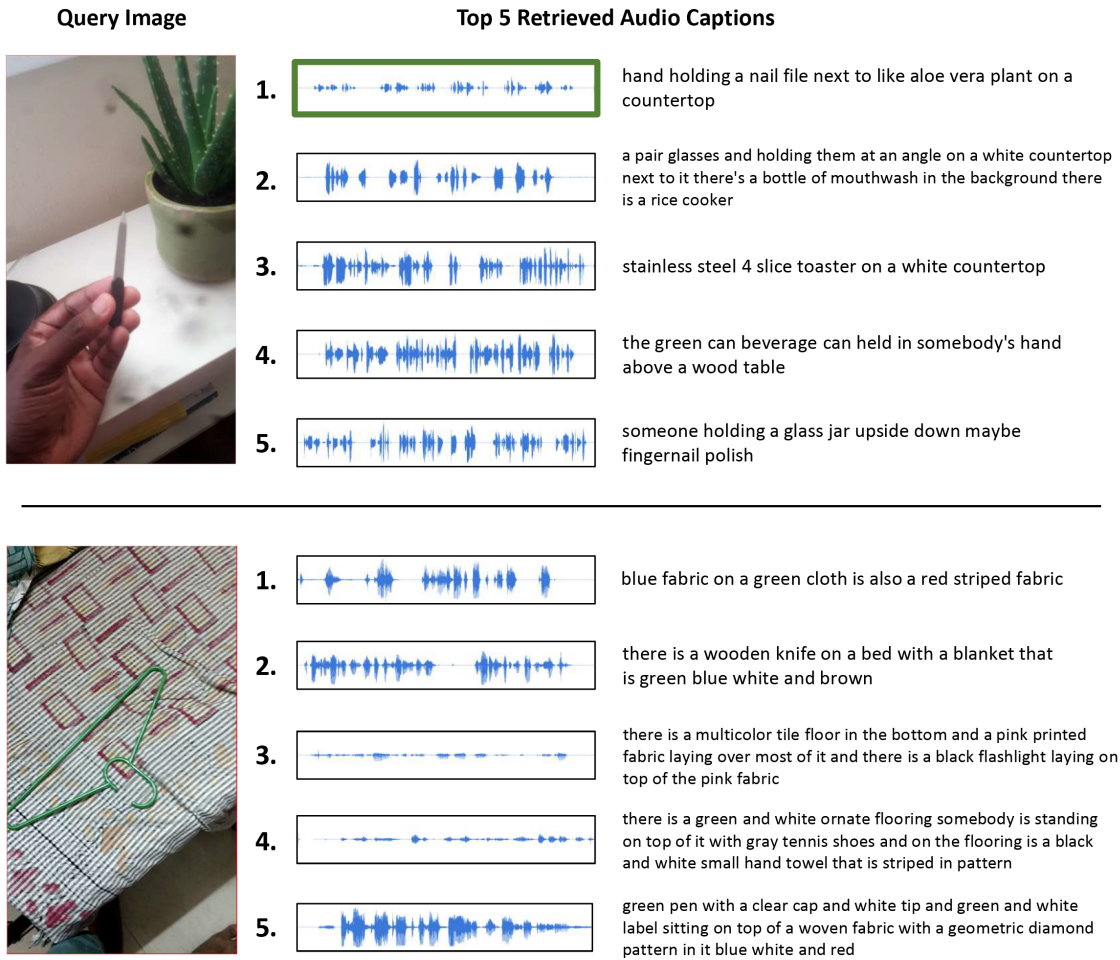 Query Image
Top 5 Retrieved Audio Captions
1.
hand holding a nail file next to like aloe vera plant on a
countertop
2.
a pair glasses and holding them at an angle on a white countertop
next to it there's a bottle of mouthwash in the background there
is a rice cooker
3.
stainless steel 4 slice toaster on a white countertop
4.
the green can beverage can held in somebody's hand
above a wood table
5.
someone holding a glass jar upside down maybe
fingernail polish
1.
blue fabric on a green cloth is also a red striped fabric
2.
there is a wooden knife on a bed with a blanket that
is green blue white and brown
3.
there is a multicolor tile floor in the bottom and a pink printed
fabric laying over most of it and there is a black flashlight laying on
top of the pink fabric
4.
there is a green and white ornate flooring somebody is standing
on top of it with gray tennis shoes and on the flooring is a black
and white small hand towel that is striped in pattern
5.
green pen with a clear cap and white tip and green and white
label sitting on top of a woven fabric with a geometric diamond
pattern in it blue white and red